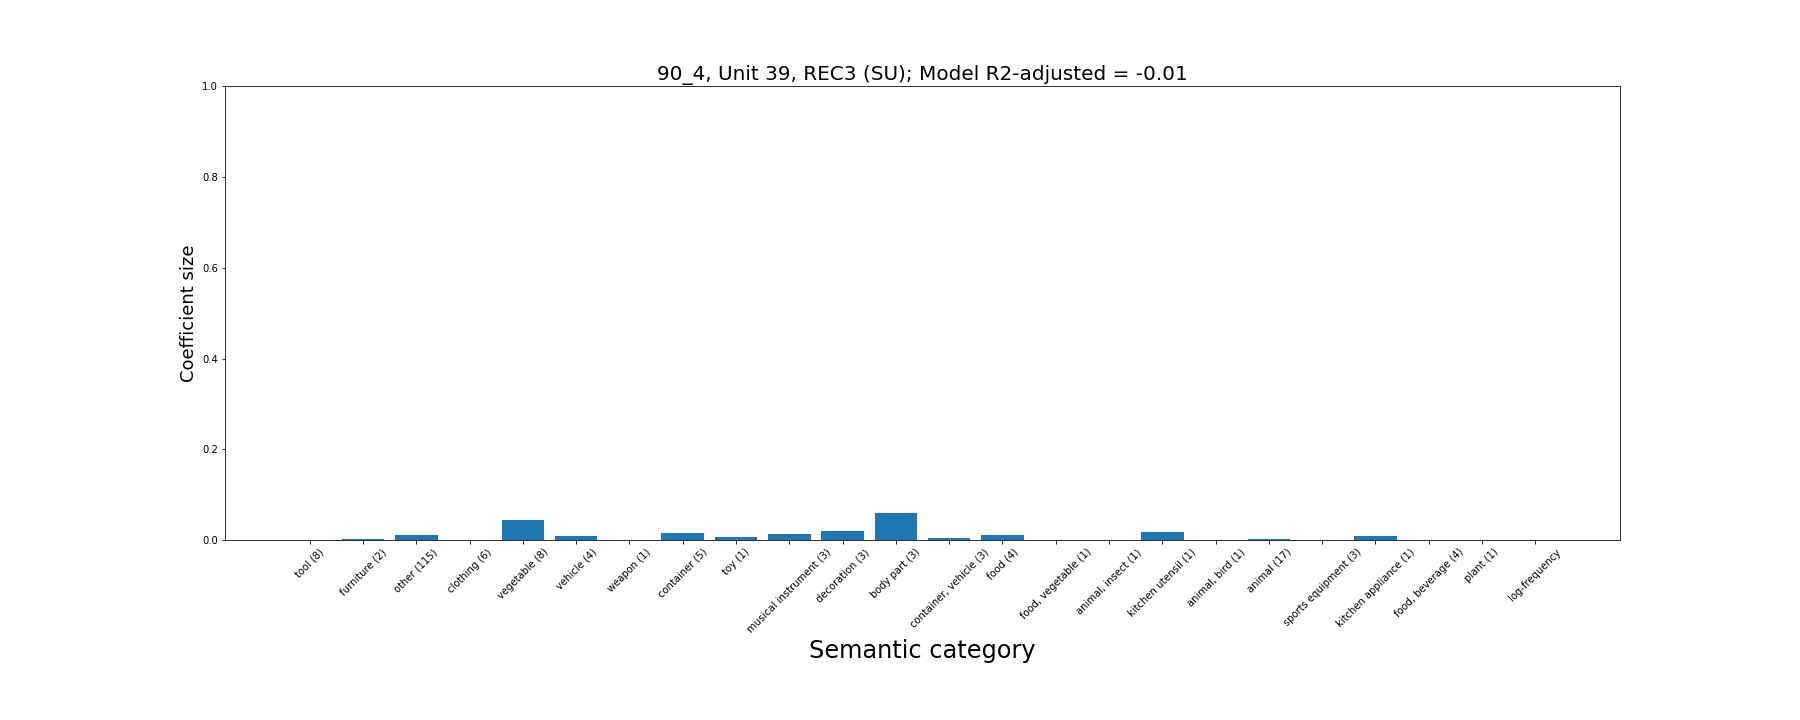 90_4, Unit 39, REC3 (SU); Model R2-adjusted = -0.01
1.0
0.8
0.6
0.4
0.2
0.0
Coefficient size
tool (8)
furniture (2)
other (115)
clothing (6)
vegetable (8)
vehicle (4)
weapon (1)
container (5)
toy (1)
musical instrument (3)
decoration (3)
body part (3)
container, vehicle (3)
food (4)
food, vegetable (1)
animal, insect (1)
kitchen utensil (1)
animal, bird (1)
animal (17)
sports equipment (3)
kitchen appliance (1)
food, beverage (4)
plant (1)
log-frequency
Semantic category